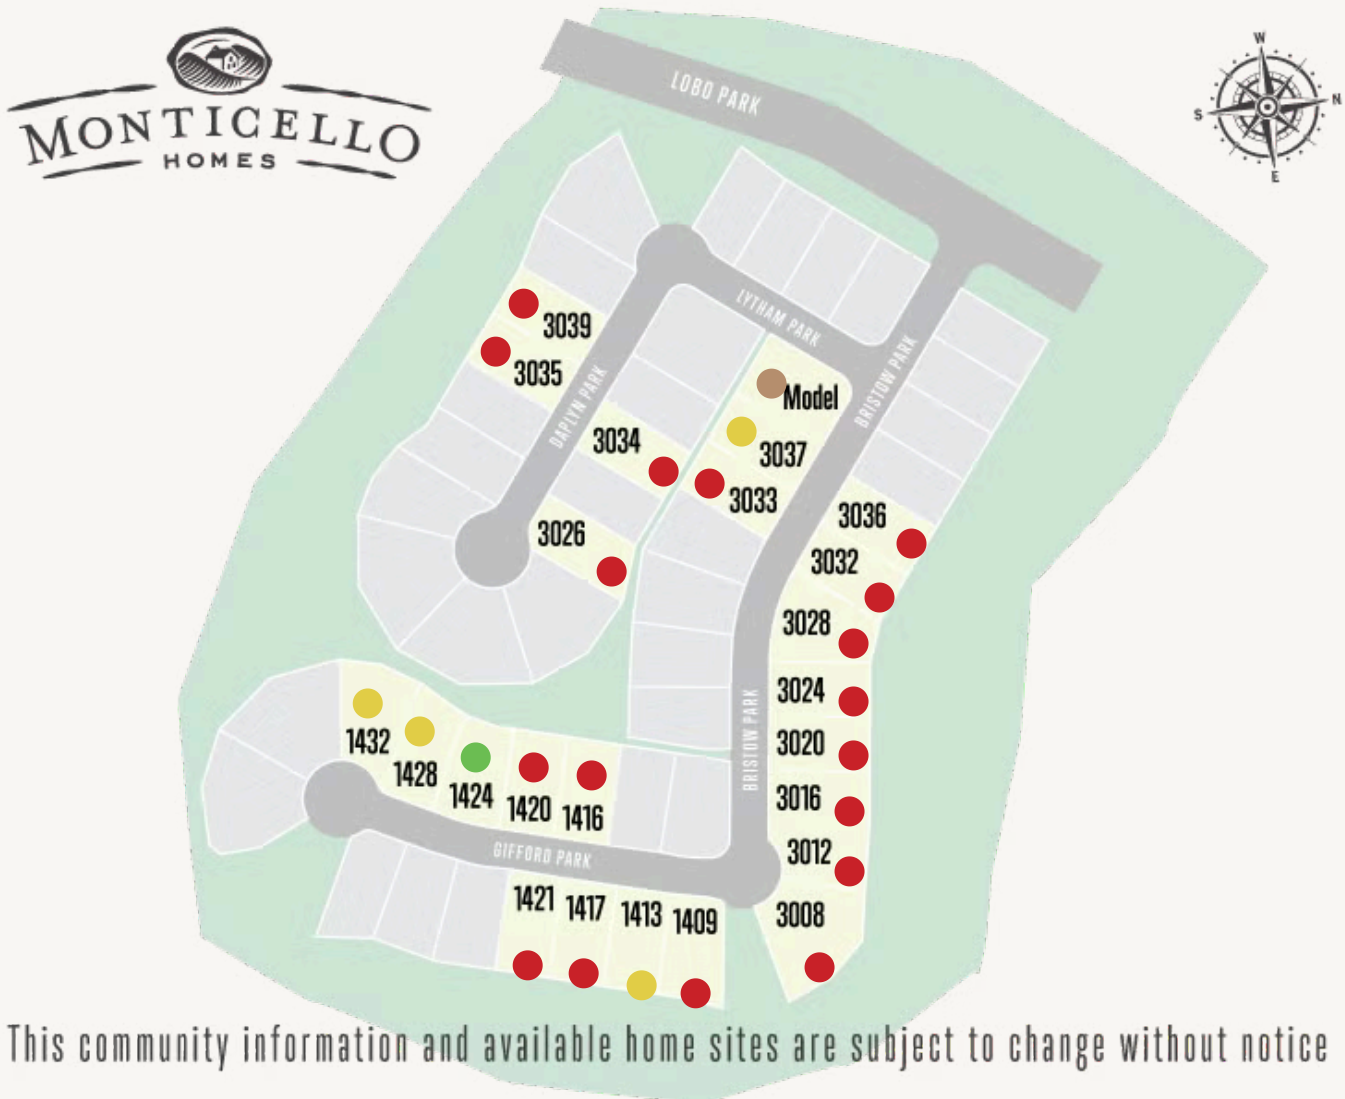 MONTICELLO
HOMES
W
N
S
E
LOBO PARK
LYTHAM PARK
BRISTOW PARK
DAPLYN PARK
3039
3035
3034
3026
Model
3037
3033
3036
3032
3028
3024
3020
3016
3012
3008
BRISTOW PARK
1432
1428
1424
1420
1416
GIFFORD PARK
1421
1417
1413
1409
This community information and available home sites are subject to change without notice